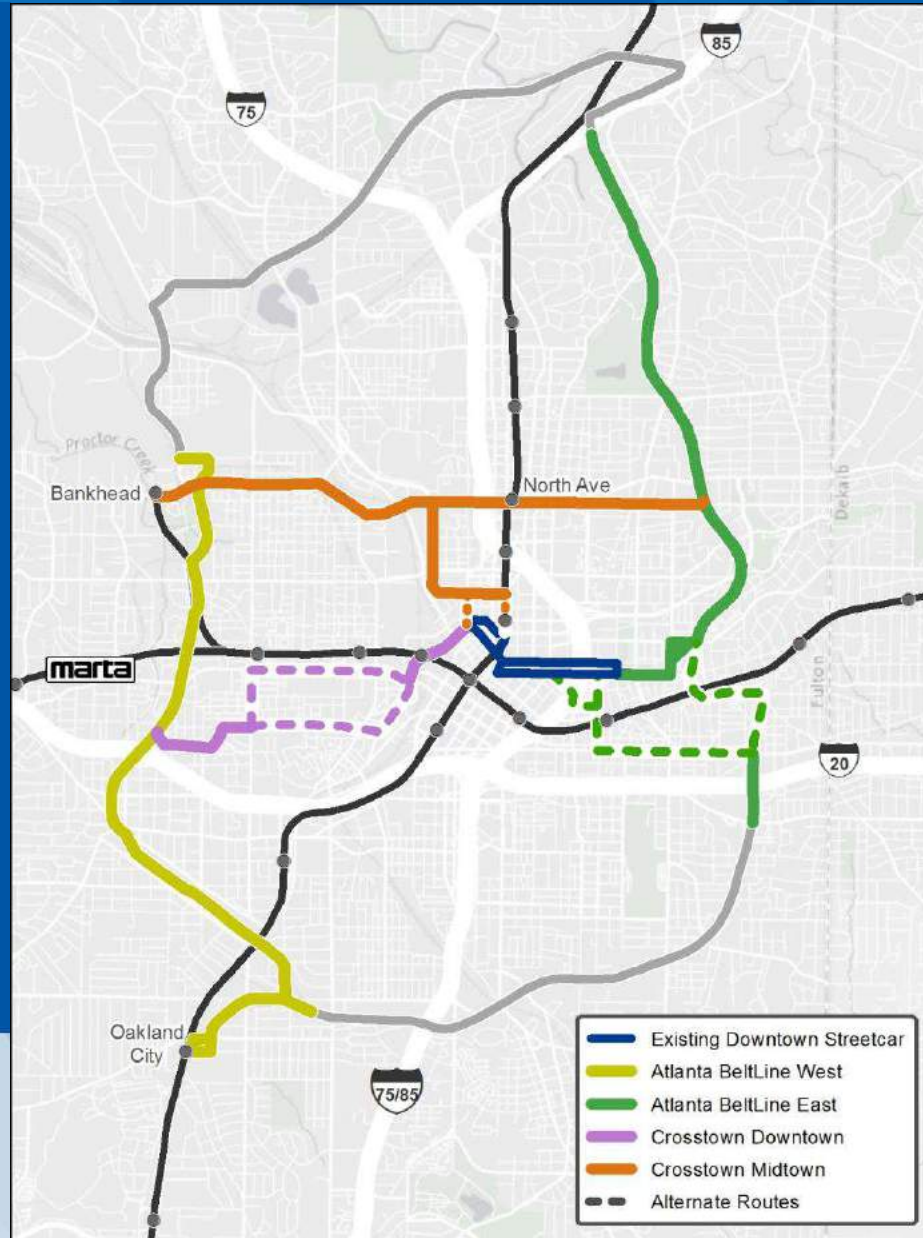 85
75
Proctor Creek
Bankhead
North Ave
Dekalb
marta
Fulton
20
Oakland
City
75/85
Existing Downtown Streetcar
Atlanta BeltLine West
Atlanta BeltLine East
Crosstown Downtown
Crosstown Midtown
Alternate Routes